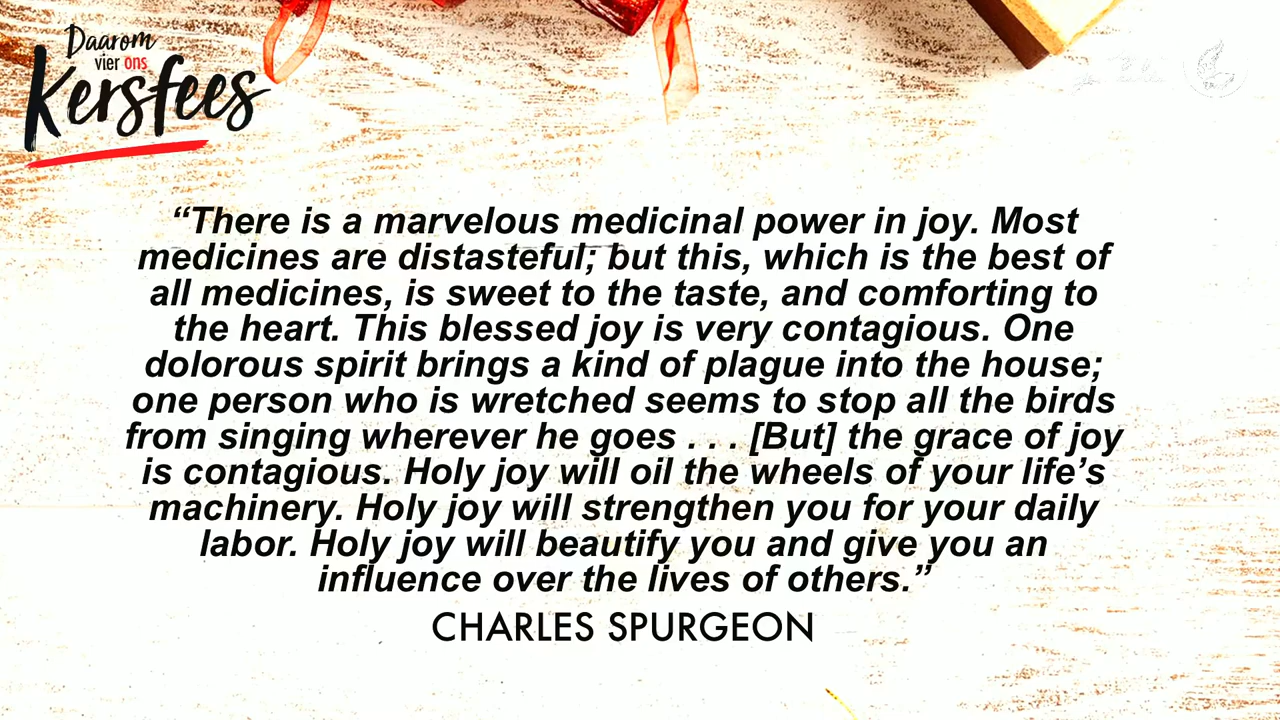 Daarom
vier ons
Kersfees
“There is a marvelous medicinal power in joy. Most
medicines are distasteful; but this, which is the best of
all medicines, is sweet to the taste, and comforting to
the heart. This blessed joy is very contagious. One
dolorous spirit brings a kind of plague into the house;
one person who is wretched seems to stop all the birds
from singing wherever he goes . . . [But] the grace of joy
is contagious. Holy joy will oil the wheels of your life’s
machinery. Holy joy will strengthen you for your daily
labor. Holy joy will beautify you and give you an
influence over the lives of others.”
CHARLES SPURGEON